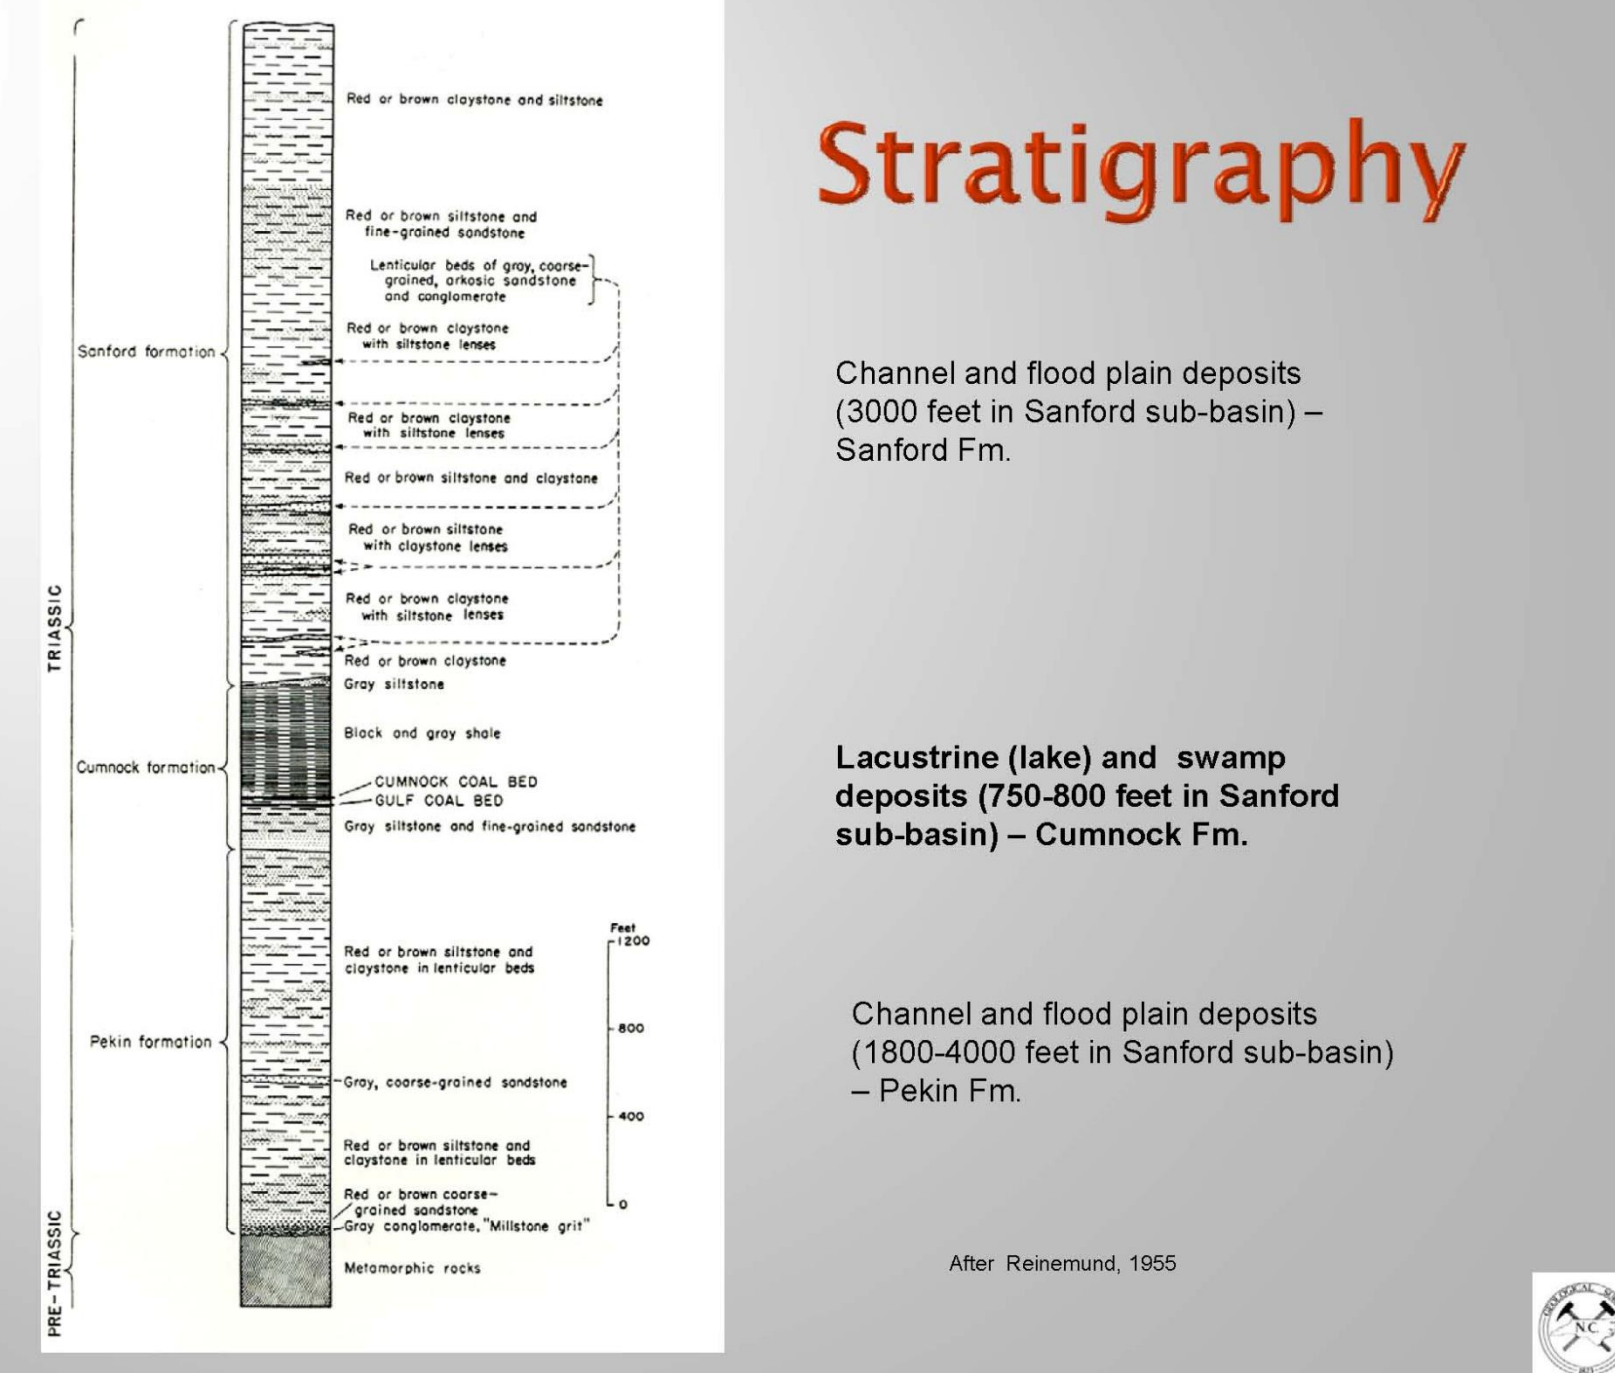 Stratigraphy
TRIASSIC
PRE-TRIASSIC
Sanford formation
Cumnock formation
Pekin formation
Red or brown claystone and siltstone
Red or brown siltstone and
fine-grained sandstone
Lenticular beds of gray, coarse-
grained, arkosic sandstone
and conglomerate
Red or brown claystone
with siltstone lenses
Red or brown claystone
with siltstone lenses
Red or brown siltstone and claystone
Red or brown siltstone
with claystone lenses
Red or brown claystone
with siltstone lenses
Red or brown claystone
Gray siltstone
Black and gray shale
CUMNOCK COAL BED
GULF COAL BED
Gray siltstone and fine-grained sandstone
Red or brown siltstone and
claystone in lenticular beds
Gray, coarse-grained sandstone
Red or brown siltstone and
claystone in lenticular beds
Red or brown coarse-
grained sandstone
Gray conglomerate, "Millstone grit"
Metamorphic rocks
Feet
1200
800
400
0
Channel and flood plain deposits
(3000 feet in Sanford sub-basin) –
Sanford Fm.
Lacustrine (lake) and swamp
deposits (750-800 feet in Sanford
sub-basin) – Cumnock Fm.
Channel and flood plain deposits
(1800-4000 feet in Sanford sub-basin)
– Pekin Fm.
After Reinemund, 1955
GEOLOGICAL
N.C.